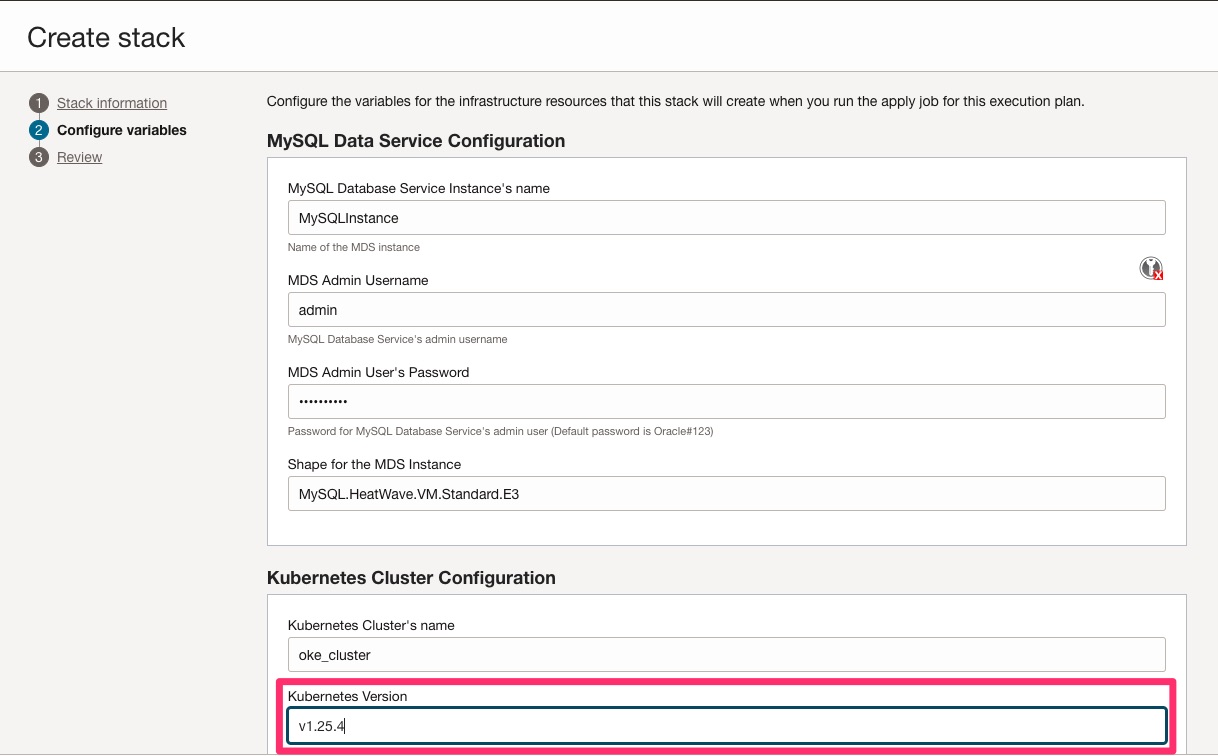 Create stack
1 Stack information
2 Configure variables
3 Review
Configure the variables for the infrastructure resources that this stack will create when you run the apply job for this execution plan.
MySQL Data Service Configuration
MySQL Database Service Instance's name
MySQLInstance
Name of the MDS instance
MDS Admin Username
admin
MySQL Database Service's admin username
MDS Admin User's Password
••••••••••
Password for MySQL Database Service's admin user (Default password is Oracle#123)
Shape for the MDS Instance
MySQL.HeatWave.VM.Standard.E3
Kubernetes Cluster Configuration
Kubernetes Cluster's name
oke_cluster
Kubernetes Version
v1.25.4